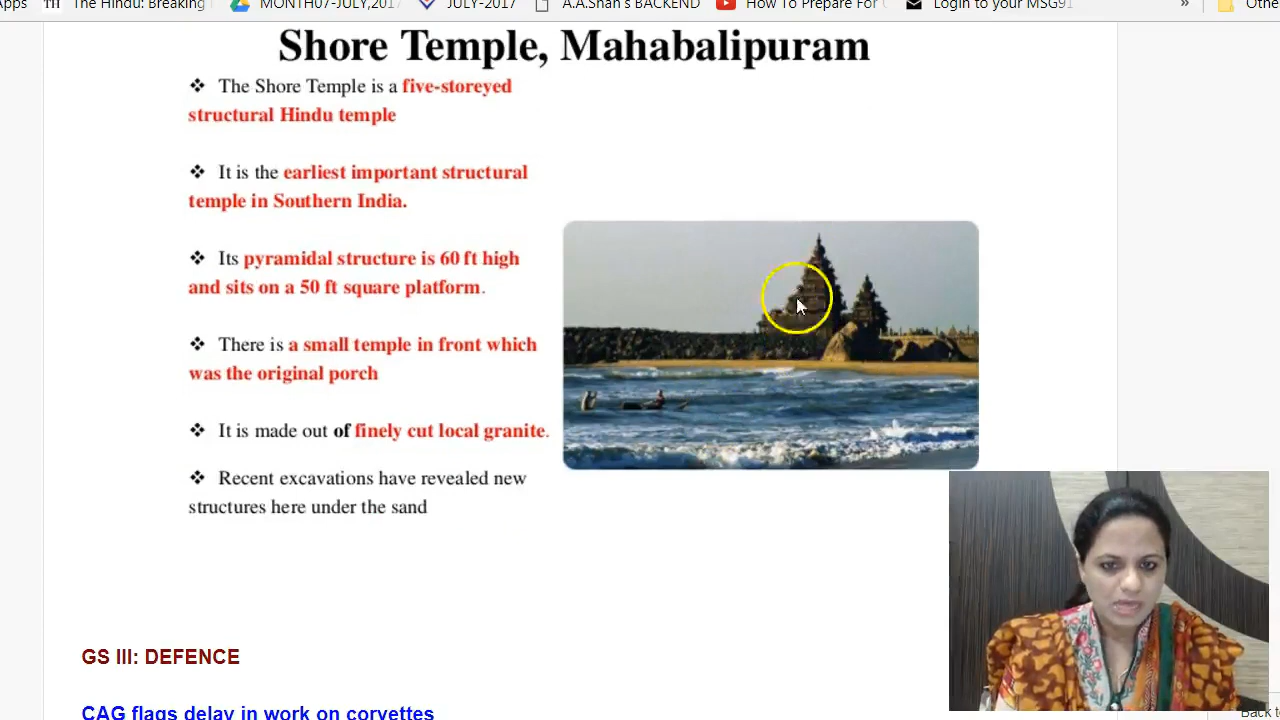 The Hindu: Breaking
MONTH07-JULY,201
JULY-2017
A.A.Shah's BACKEND
How To Prepare For
Login to your MSG91
»
Shore Temple, Mahabalipuram
❖ The Shore Temple is a five-storeyed
structural Hindu temple
❖ It is the earliest important structural
temple in Southern India.
❖ Its pyramidal structure is 60 ft high
and sits on a 50 ft square platform.
❖ There is a small temple in front which
was the original porch
❖ It is made out of finely cut local granite.
❖ Recent excavations have revealed new
structures here under the sand
GS III: DEFENCE
CAG flags delay in work on corvettes